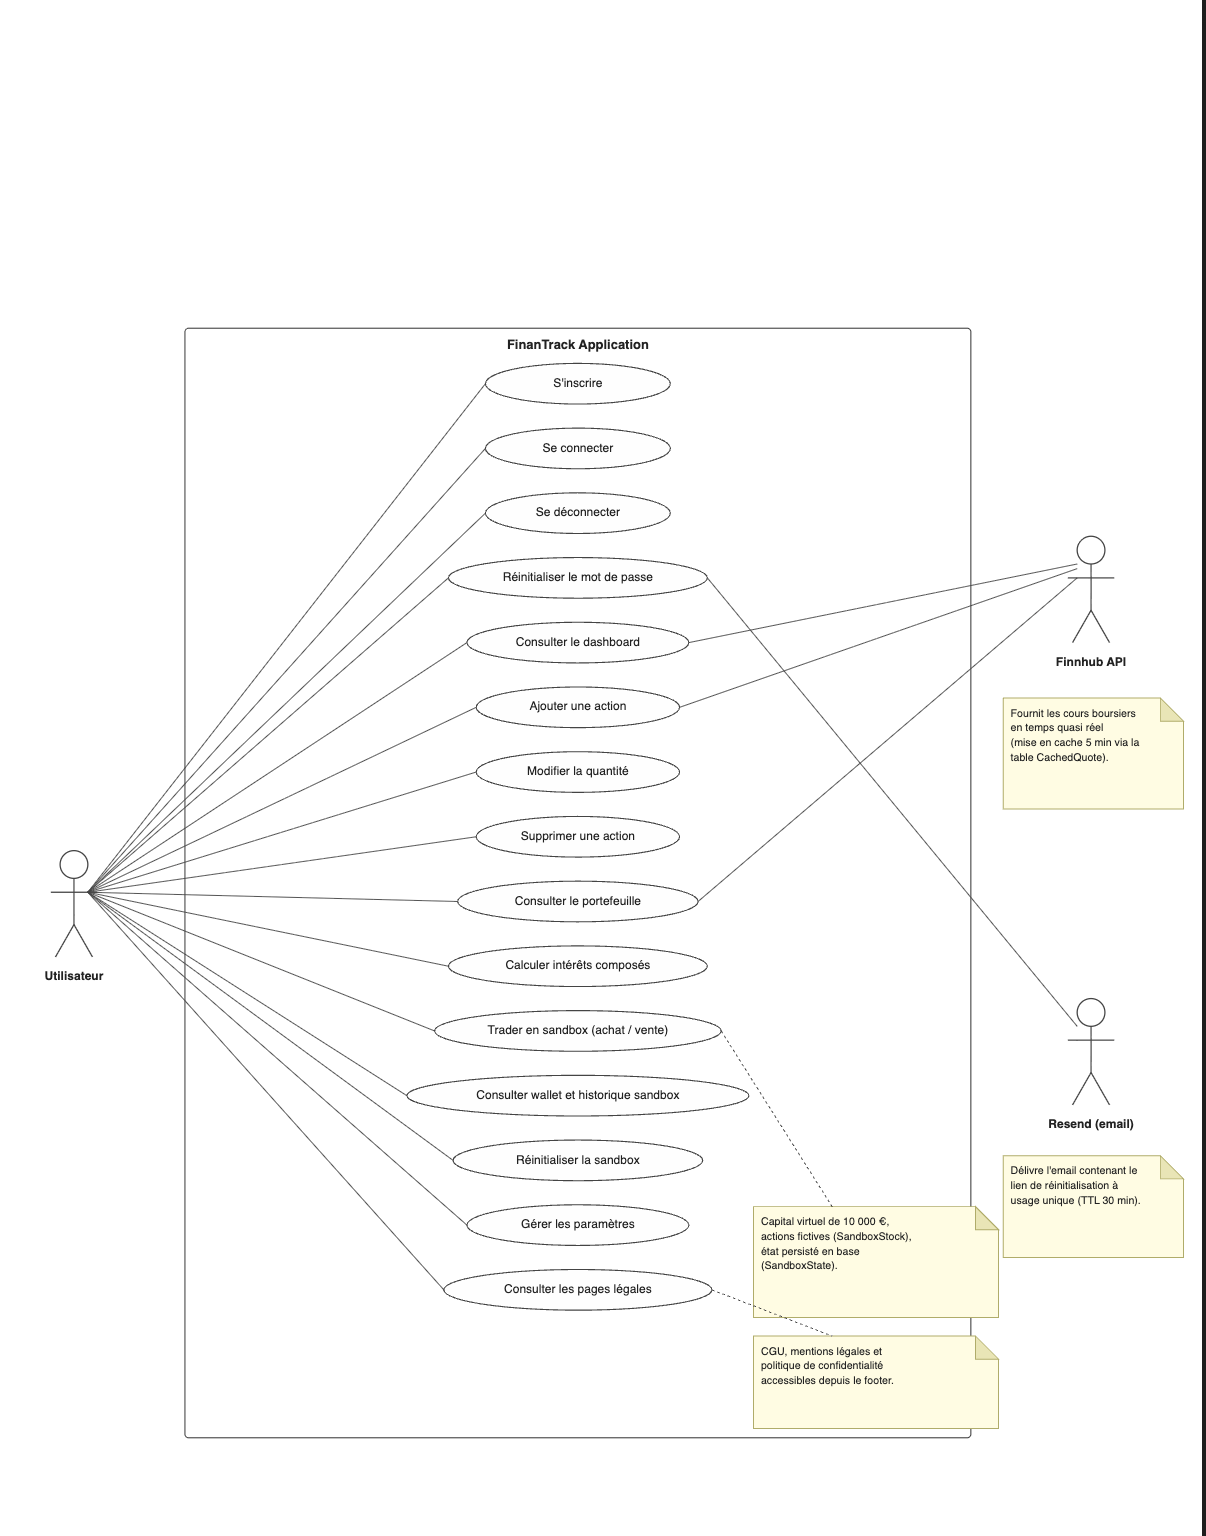 FinanTrack Application
S'inscrire
Se connecter
Se déconnecter
Réinitialiser le mot de passe
Consulter le dashboard
Ajouter une action
Modifier la quantité
Supprimer une action
Consulter le portefeuille
Calculer intérêts composés
Trader en sandbox (achat / vente)
Consulter wallet et historique sandbox
Réinitialiser la sandbox
Gérer les paramètres
Consulter les pages légales
Utilisateur
Finnhub API
Fournit les cours boursiers
en temps quasi réel
(mise en cache 5 min via la
table CachedQuote).
Resend (email)
Délivre l'email contenant le
lien de réinitialisation à
usage unique (TTL 30 min).
Capital virtuel de 10 000 €,
actions fictives (SandboxStock),
état persisté en base
(SandboxState).
CGU, mentions légales et
politique de confidentialité
accessibles depuis le footer.